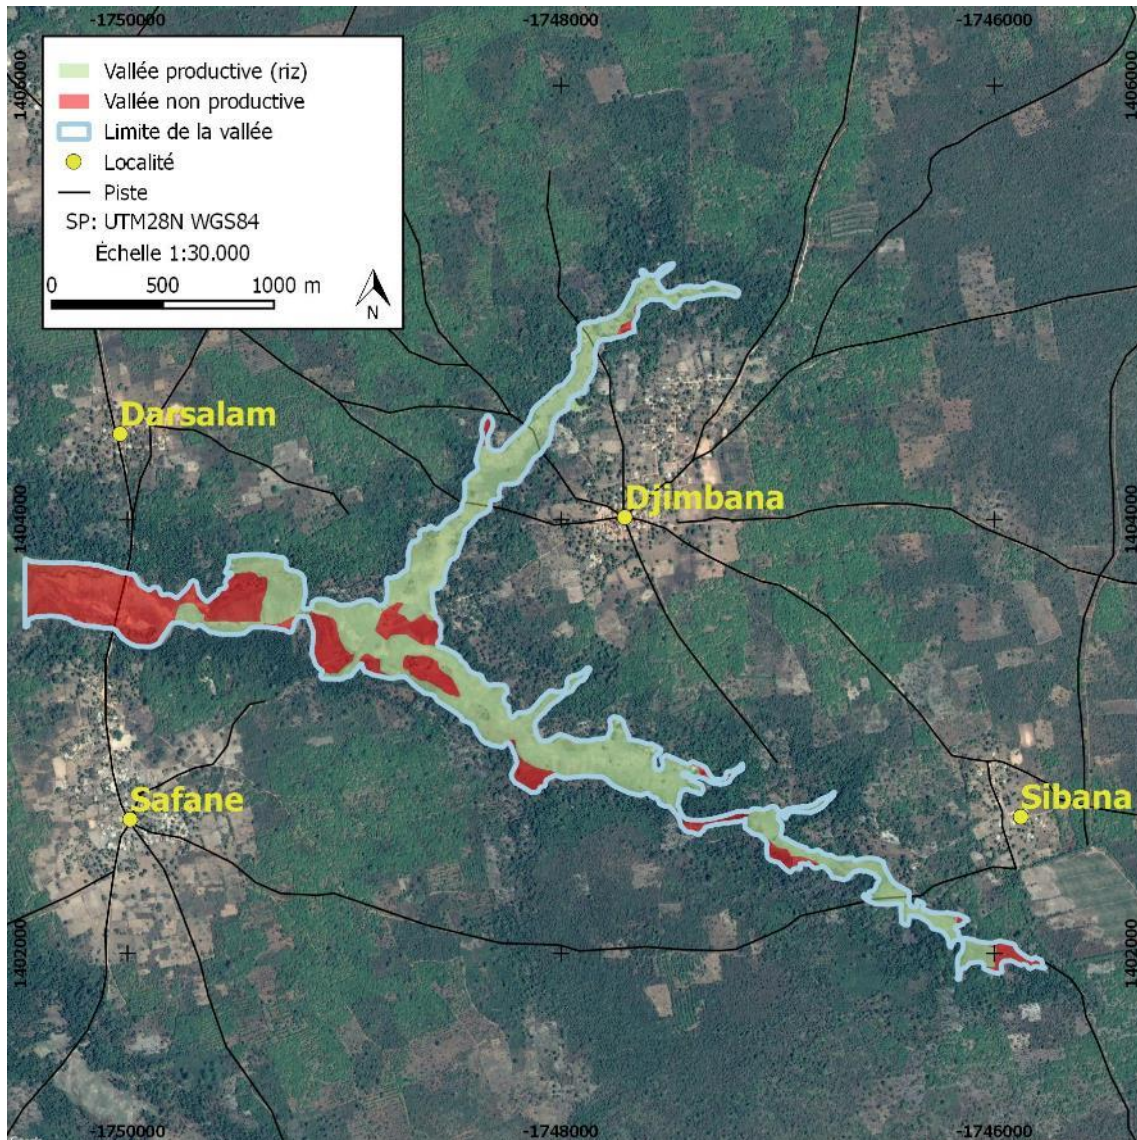 -1750000
-1748000
-1746000
1406000
1406000
Vallée productive (riz)
Vallée non productive
Limite de la vallée
Localité
Piste
SP: UTM28N WGS84
Échelle 1:30.000
0 500 1000 m
N
Darsalam
Djimbana
1404000
1404000
Safane
Sibana
1402000
1402000
-1750000
-1748000
-1746000